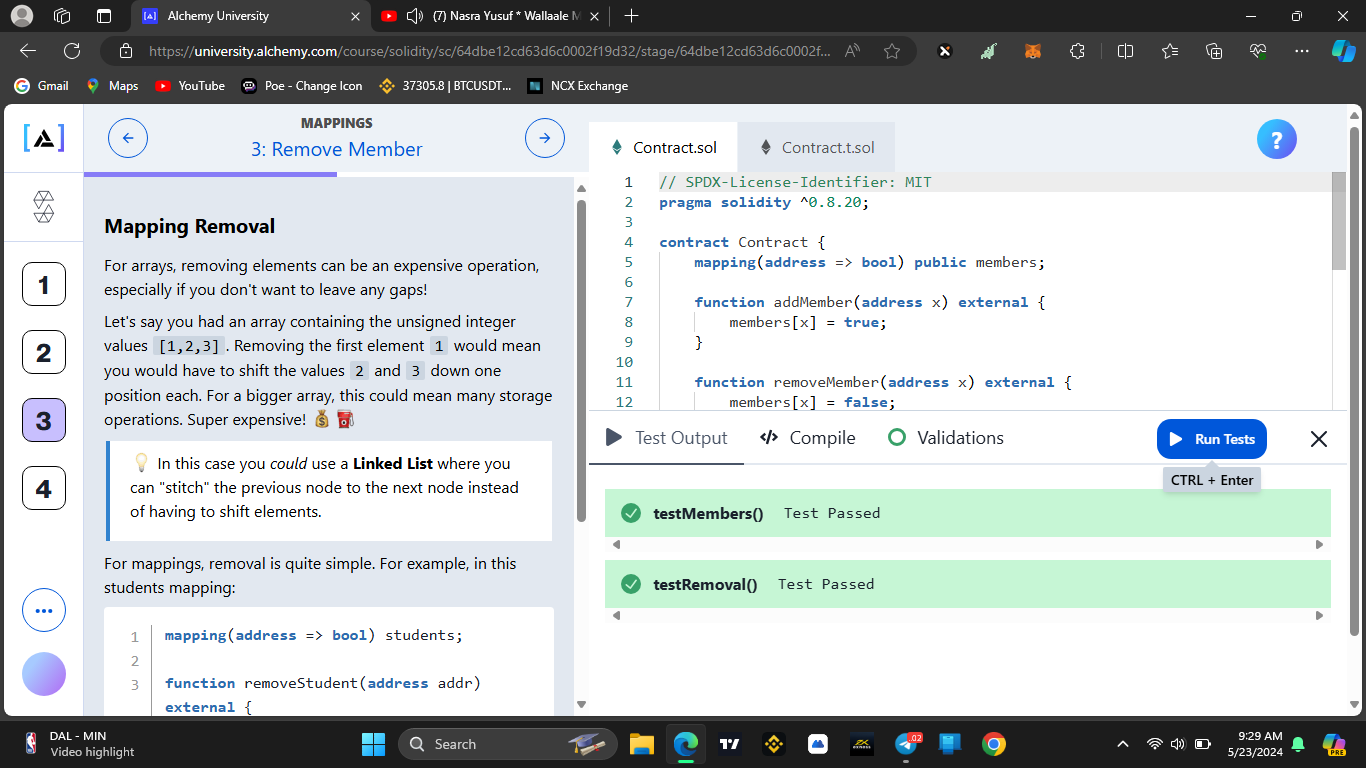 Alchemy University
(7) Nasra Yusuf * Wallaale M
https://university.alchemy.com/course/solidity/sc/64dbe12cd63d6c0002f19d32/stage/64dbe12cd63d6c0002f...
Gmail
Maps
YouTube
Poe - Change Icon
37305.8 | BTCUSDT...
NCX Exchange
MAPPINGS
3: Remove Member
1
2
3
4
Mapping Removal
For arrays, removing elements can be an expensive operation,
especially if you don't want to leave any gaps!
Let's say you had an array containing the unsigned integer
values [1,2,3] . Removing the first element 1 would mean
you would have to shift the values 2 and 3 down one
position each. For a bigger array, this could mean many storage
operations. Super expensive! 💰 ⛽
💡 In this case you could use a Linked List where you
can "stitch" the previous node to the next node instead
of having to shift elements.
For mappings, removal is quite simple. For example, in this
students mapping:
1 mapping(address => bool) students;
2
3 function removeStudent(address addr)
external {
Contract.sol
Contract.t.sol
?
1 // SPDX-License-Identifier: MIT
2 pragma solidity ^0.8.20;
3
4 contract Contract {
5 mapping(address => bool) public members;
6
7 function addMember(address x) external {
8 members[x] = true;
9 }
10
11 function removeMember(address x) external {
12 members[x] = false;
Test Output
Compile
Validations
Run Tests
CTRL + Enter
testMembers() Test Passed
testRemoval() Test Passed
DAL - MIN
Video highlight
Search
.02
9:29 AM
5/23/2024
PRE